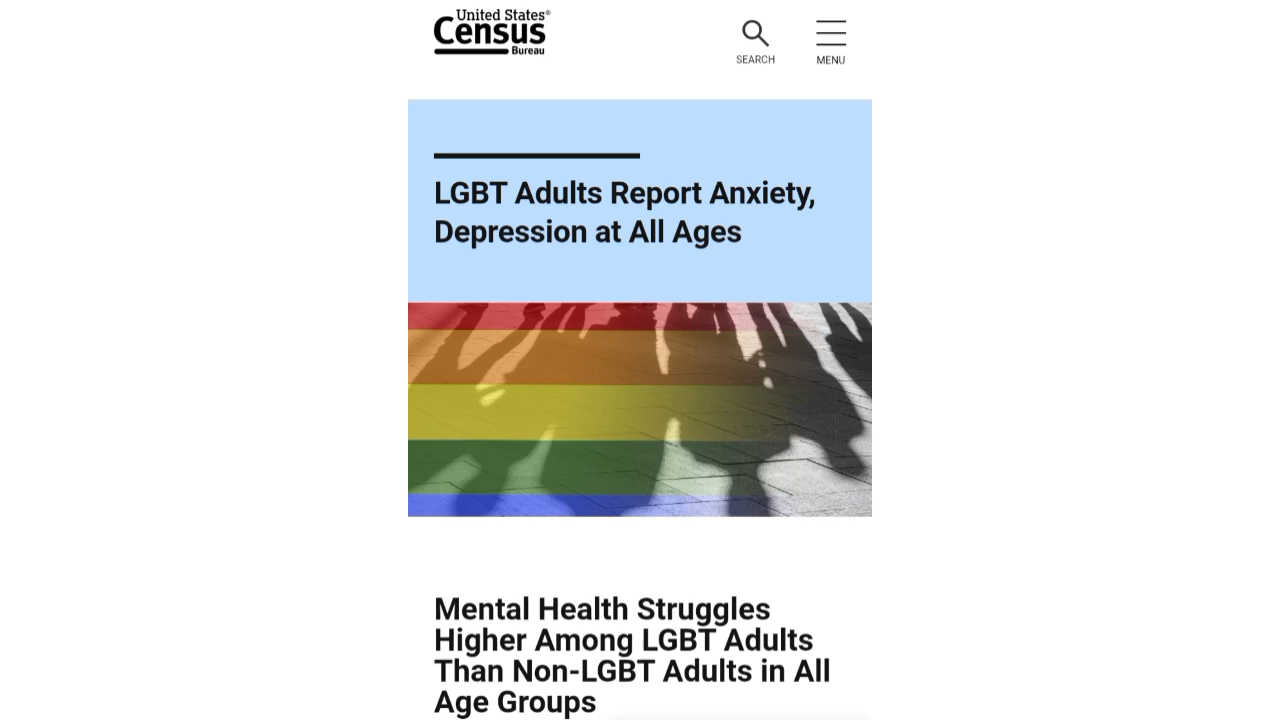 United States®
Census
Bureau
SEARCH
MENU
LGBT Adults Report Anxiety,
Depression at All Ages
Mental Health Struggles
Higher Among LGBT Adults
Than Non-LGBT Adults in All
Age Groups